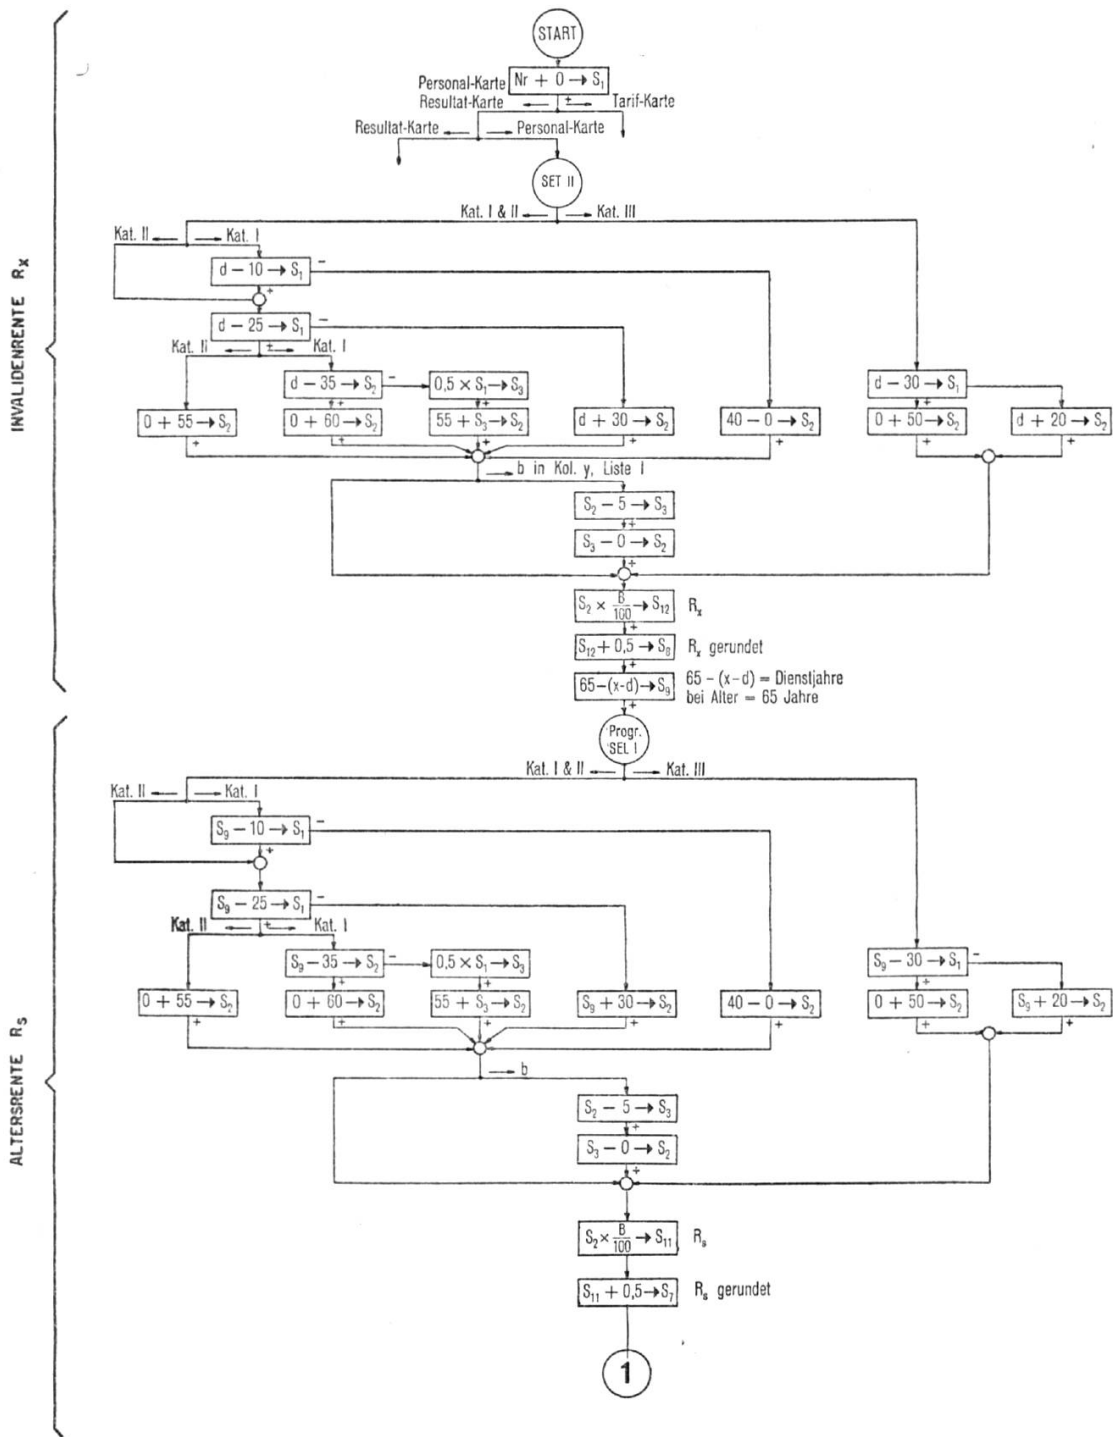 START
Personal-Karte Nr + 0 → S₁
Resultat-Karte ← ± → Tarif-Karte
Resultat-Karte ← → Personal-Karte
SET II
Kat. I & II ← → Kat. III
Kat. II ← → Kat. I
d – 10 → S₁ –
+
d – 25 → S₁ –
Kat. II ← ± → Kat. I
d – 35 → S₂ – 0,5 × S₁ → S₃ d – 30 → S₁
+ + +
0 + 55 → S₂ 0 + 60 → S₂ 55 + S₃ → S₂ d + 30 → S₂ 40 – 0 → S₂ 0 + 50 → S₂ d + 20 → S₂
+ + + + + + +
→ b in Kol. y, Liste I
S₂ – 5 → S₃
+
S₃ – 0 → S₂
+
S₂ × B/100 → S₁₂ Rₓ
+
S₁₂ + 0,5 → S₈ Rₓ gerundet
+
65 – (x–d) → S₉ 65 – (x–d) = Dienstjahre
bei Alter = 65 Jahre
+
INVALIDENRENTE Rₓ
Progr.
SEL I
Kat. I & II ← → Kat. III
Kat. II ← → Kat. I
S₉ – 10 → S₁ –
+
S₉ – 25 → S₁ –
Kat. II ← + → Kat. I
S₉ – 35 → S₂ – 0,5 × S₁ → S₃ S₉ – 30 → S₁ –
+ + +
0 + 55 → S₂ 0 + 60 → S₂ 55 + S₃ → S₂ S₉ + 30 → S₂ 40 – 0 → S₂ 0 + 50 → S₂ S₉ + 20 → S₂
+ + + + + + +
→ b
S₂ – 5 → S₃
+
S₃ – 0 → S₂
+
S₂ × B/100 → S₁₁ Rₛ
S₁₁ + 0,5 → S₇ Rₛ gerundet
1
ALTERSRENTE Rₛ